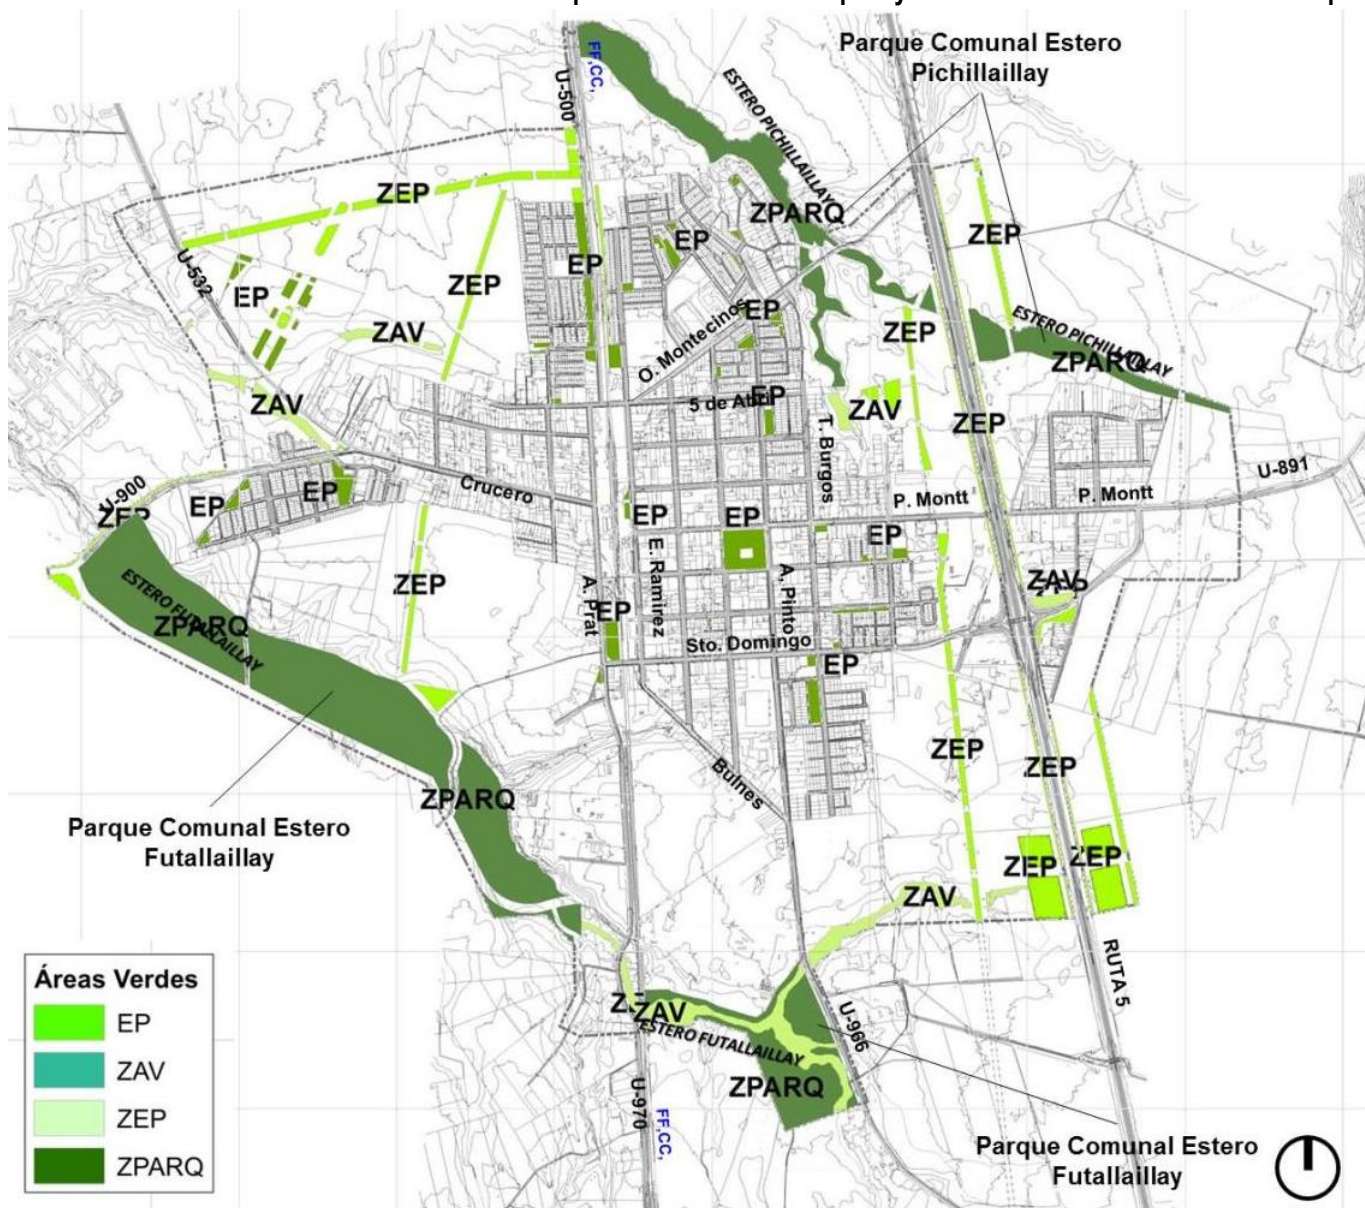 Parque Comunal Estero
Pichillaillay
FF,CC,
U-500
ESTERO PICHILLAILLAY
ZEP
ZPARQ
EP
ZEP
U-532
EP
ZEP
EP
ZAV
EP
O. Montecinos
ZEP
ESTERO PICHILLAILLAY
ZPARQ
ZAV
5 de Abril
EP
ZAV
ZEP
T. Burgos
U-891
U-900
ZEP
EP
EP
Crucero
P. Montt
P. Montt
EP
EP
EP
E. Ramirez
A. Prat
A. Pinto
ZEP
ZAV
EP
ESTERO FUTALLAILLAY
ZPARQ
Sto. Domingo
EP
ZEP
ZEP
Bulnes
ZPARQ
Parque Comunal Estero
Futallaillay
ZEP
ZEP
ZAV
RUTA 5
ZAV
ESTERO FUTALLAILLAY
U-966
ZPARQ
U-970
FF,CC,
Parque Comunal Estero
Futallaillay
Áreas Verdes
EP
ZAV
ZEP
ZPARQ